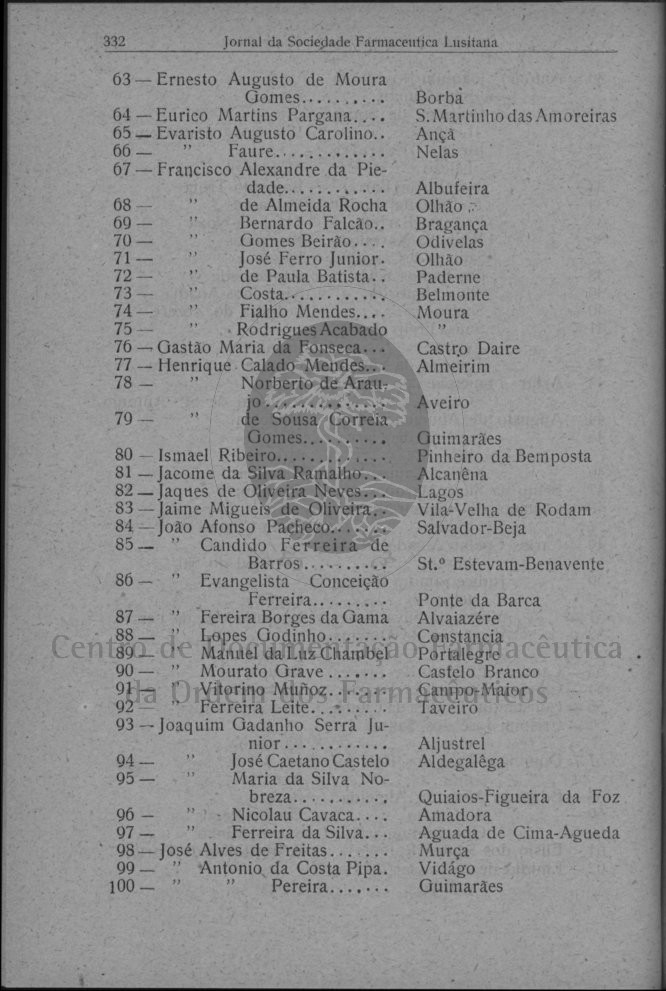 332 Jornal da Sociedade Farmaceutica Lusitana
63 — Ernesto Augusto de Moura
Gomes.......... Borba
64 — Eurico Martins Pargana.... S. Martinho das Amoreiras
65 — Evaristo Augusto Carolino.. Ançã
66 — " Faure............. Nelas
67 — Francisco Alexandre da Pie-
dade............ Albufeira
68 — " de Almeida Rocha Olhão
69 — " Bernardo Falcão.. Bragança
70 — " Gomes Beirão.... Odivelas
71 — " José Ferro Junior. Olhão
72 — " de Paula Batista.. Paderne
73 — " Costa............ Belmonte
74 — " Fialho Mendes.... Moura
75 — " Rodrigues Acabado "
76 — Gastão Maria da Fonseca... Castro Daire
77 — Henrique Calado Mendes... Almeirim
78 — " Norberto de Arau-
jo............... Aveiro
79 — " de Sousa Correia
Gomes.......... Guimarães
80 — Ismael Ribeiro............. Pinheiro da Bemposta
81 — Jacome da Silva Ramalho... Alcanêna
82 — Jaques de Oliveira Neves... Lagos
83 — Jaime Migueis de Oliveira.. Vila-Velha de Rodam
84 — João Afonso Pacheco....... Salvador-Beja
85 — " Candido Ferreira de
Barros.......... St.º Estevam-Benavente
86 — " Evangelista Conceição
Ferreira......... Ponte da Barca
87 — " Fereira Borges da Gama Alvaiazére
88 — " Lopes Godinho....... Constancia
89 — " Manuel da Luz Chambel Portalegre
Centro de Documentação Farmacêutica
90 — " Mourato Grave....... Castelo Branco
91 — " Vitorino Muñoz....... Campo-Maior
da Ordem dos Farmacêuticos
92 — " Ferreira Leite......... Taveiro
93 — Joaquim Gadanho Serra Ju-
nior............ Aljustrel
94 — " José Caetano Castelo Aldegalêga
95 — " Maria da Silva No-
breza........... Quiaios-Figueira da Foz
96 — " Nicolau Cavaca.... Amadora
97 — " Ferreira da Silva... Aguada de Cima-Agueda
98 — José Alves de Freitas....... Murça
99 — " Antonio da Costa Pipa. Vidágo
100 — " " Pereira....... Guimarães